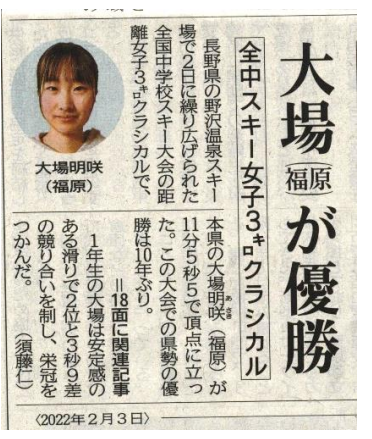 大場(福原)が優勝
全中スキー女子3㌔クラシカル
長野県の野沢温泉スキー
場で2日に繰り広げられた
全国中学校スキー大会の距
離女子3㌔クラシカルで、
大場明咲
(福原)
本県の大場明咲(福原)が
あさき
11分5秒5で頂点に立っ
た。この大会での県勢の優
勝は10年ぶり。
=18面に関連記事
1年生の大場は安定感の
ある滑りで2位と3秒9差
の競り合いを制し、栄冠を
つかんだ。(須藤仁)
〈2022年2月3日〉